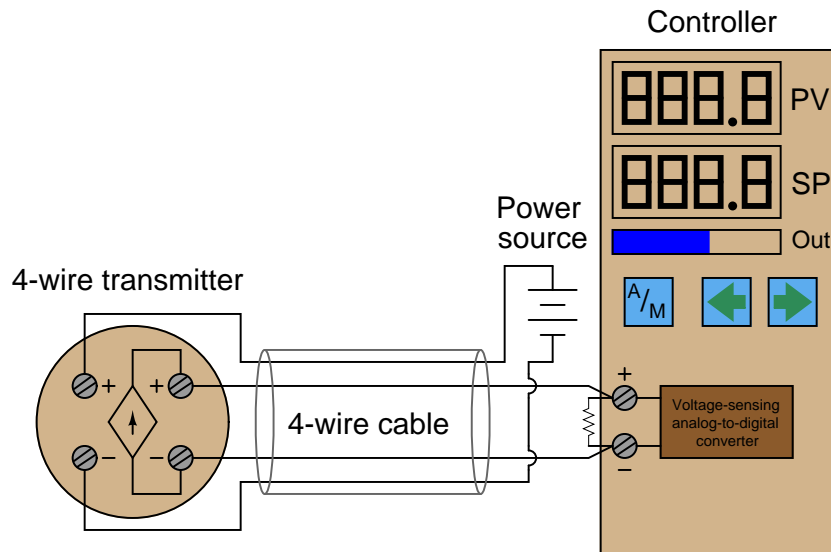 Controller
888.8
PV
888.8
SP
Out
A/M
Power
source
4-wire transmitter
+
+
−
−
4-wire cable
+
−
Voltage-sensing
analog-to-digital
converter